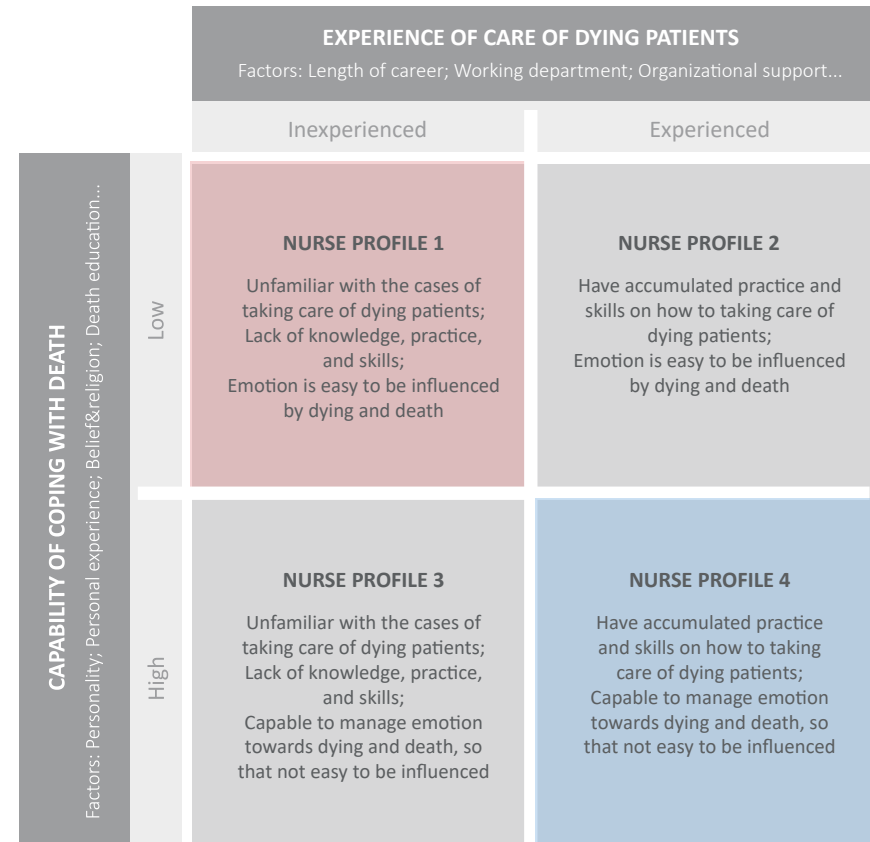 EXPERIENCE OF CARE OF DYING PATIENTS
Factors: Length of career; Working department; Organizational support...
Inexperienced
Experienced
CAPABILITY OF COPING WITH DEATH
Factors: Personality; Personal experience; Belief&religion; Death education...
Low
NURSE PROFILE 1
Unfamiliar with the cases of
taking care of dying patients;
Lack of knowledge, practice,
and skills;
Emotion is easy to be influenced
by dying and death
NURSE PROFILE 2
Have accumulated practice and
skills on how to taking care of
dying patients;
Emotion is easy to be influenced
by dying and death
High
NURSE PROFILE 3
Unfamiliar with the cases of
taking care of dying patients;
Lack of knowledge, practice,
and skills;
Capable to manage emotion
towards dying and death, so
that not easy to be influenced
NURSE PROFILE 4
Have accumulated practice
and skills on how to taking
care of dying patients;
Capable to manage emotion
towards dying and death, so
that not easy to be influenced